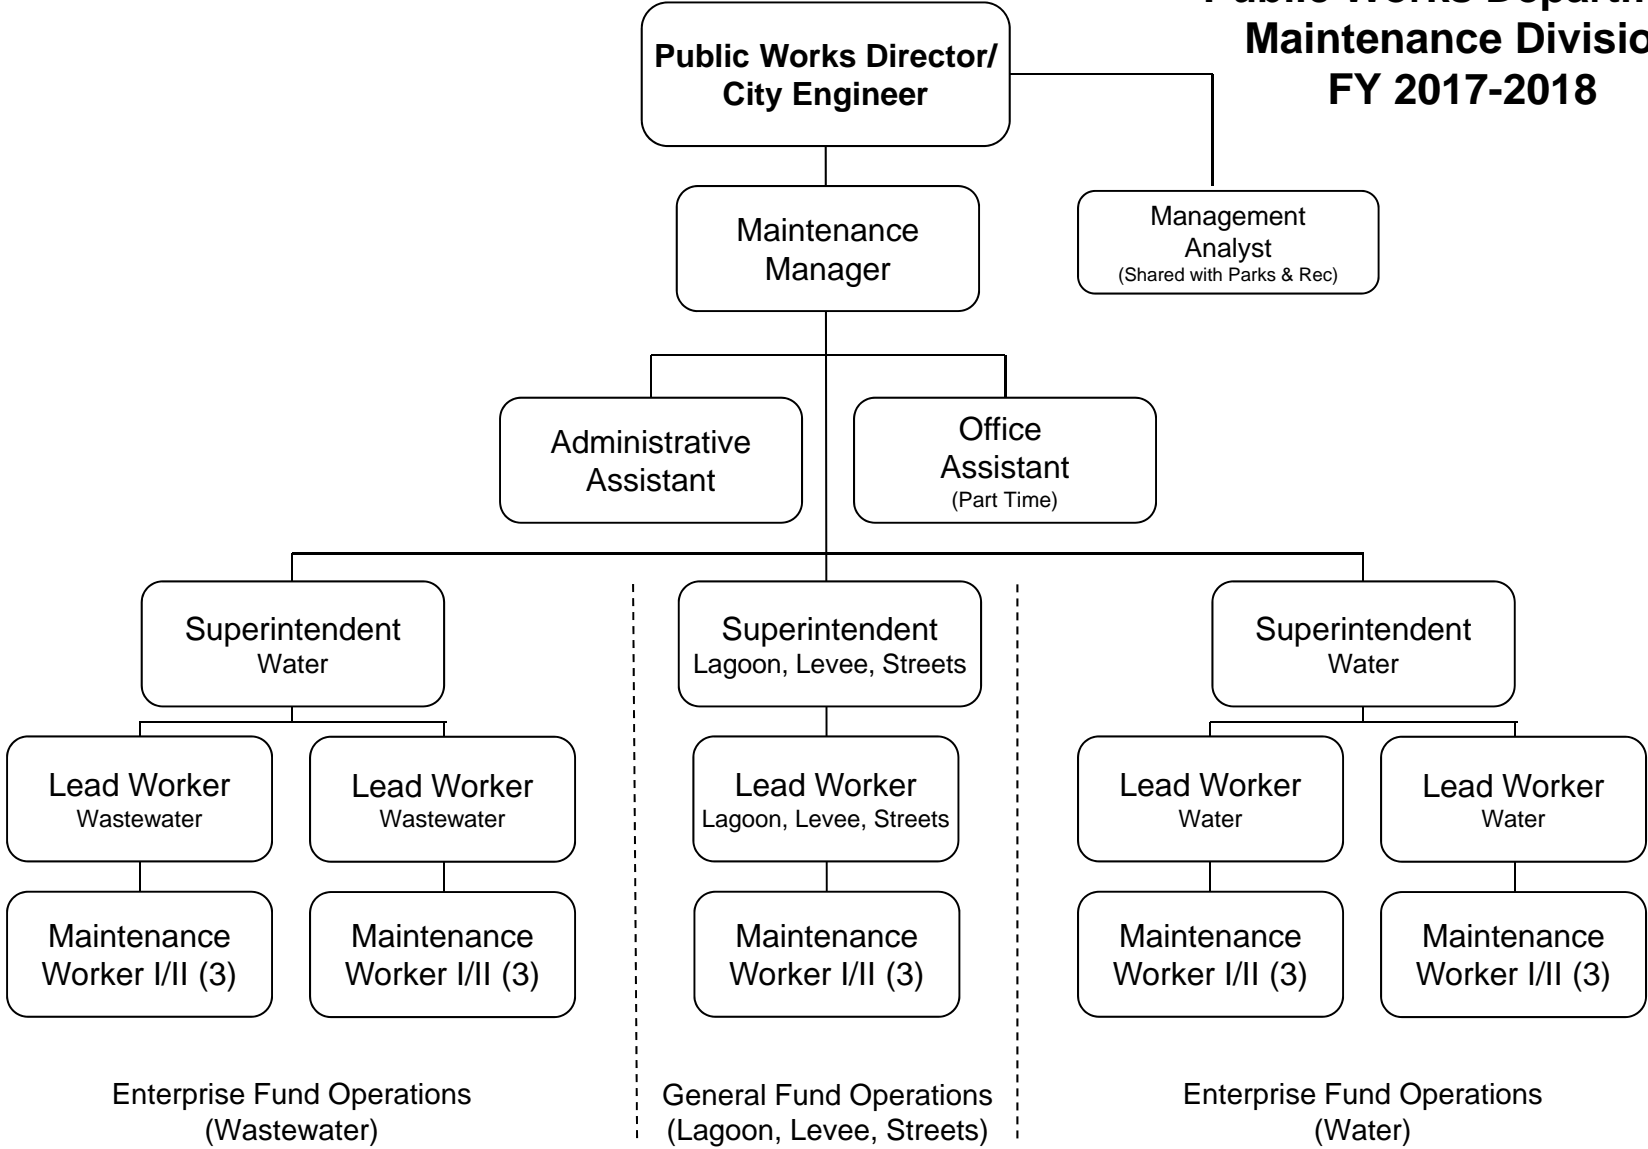 Public Works Director/
City Engineer
Public Works
Maintenance
FY 2017-2018
Maintenance
Manager
Management
Analyst
(Shared with Parks & Rec)
Administrative
Assistant
Office
Assistant
(Part Time)
Superintendent
Water
Superintendent
Lagoon, Levee, Streets
Superintendent
Water
Lead Worker
Wastewater
Lead Worker
Wastewater
Lead Worker
Lagoon, Levee, Streets
Lead Worker
Water
Lead Worker
Water
Maintenance
Worker I/II (3)
Maintenance
Worker I/II (3)
Maintenance
Worker I/II (3)
Maintenance
Worker I/II (3)
Maintenance
Worker I/II (3)
Enterprise Fund Operations
(Wastewater)
General Fund Operations
(Lagoon, Levee, Streets)
Enterprise Fund Operations
(Water)